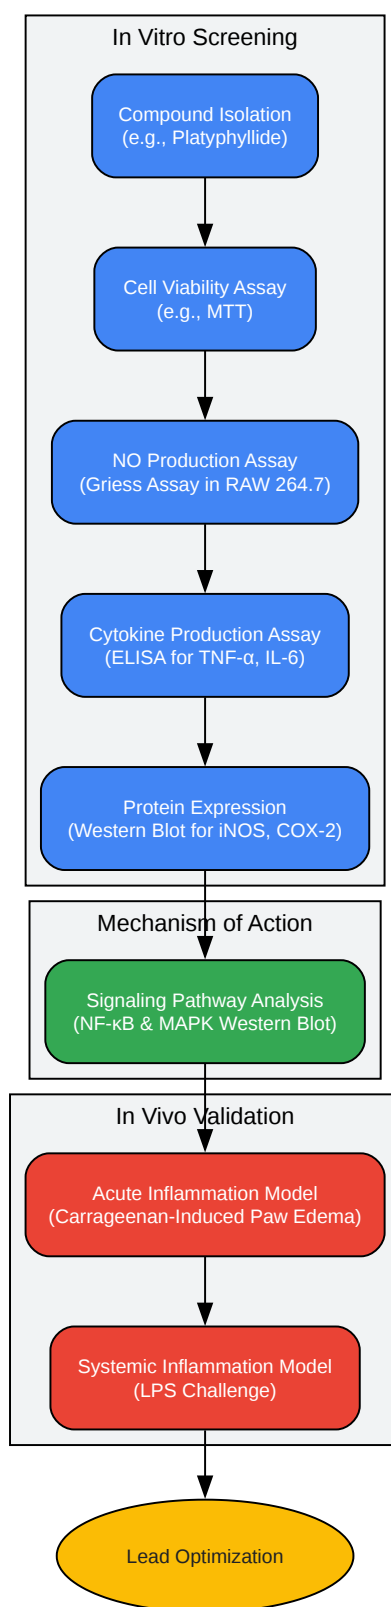 In Vitro Screening
Compound Isolation
(e.g., Platyphyllide)
Cell Viability Assay
(e.g., MTT)
NO Production Assay
(Griess Assay in RAW 264.7)
Cytokine Production Assay
(ELISA for TNF-α, IL-6)
Protein Expression
(Western Blot for iNOS, COX-2)
Mechanism of Action
Signaling Pathway Analysis
(NF-κB & MAPK Western Blot)
In Vivo Validation
Acute Inflammation Model
(Carrageenan-Induced Paw Edema)
Systemic Inflammation Model
(LPS Challenge)
Lead Optimization